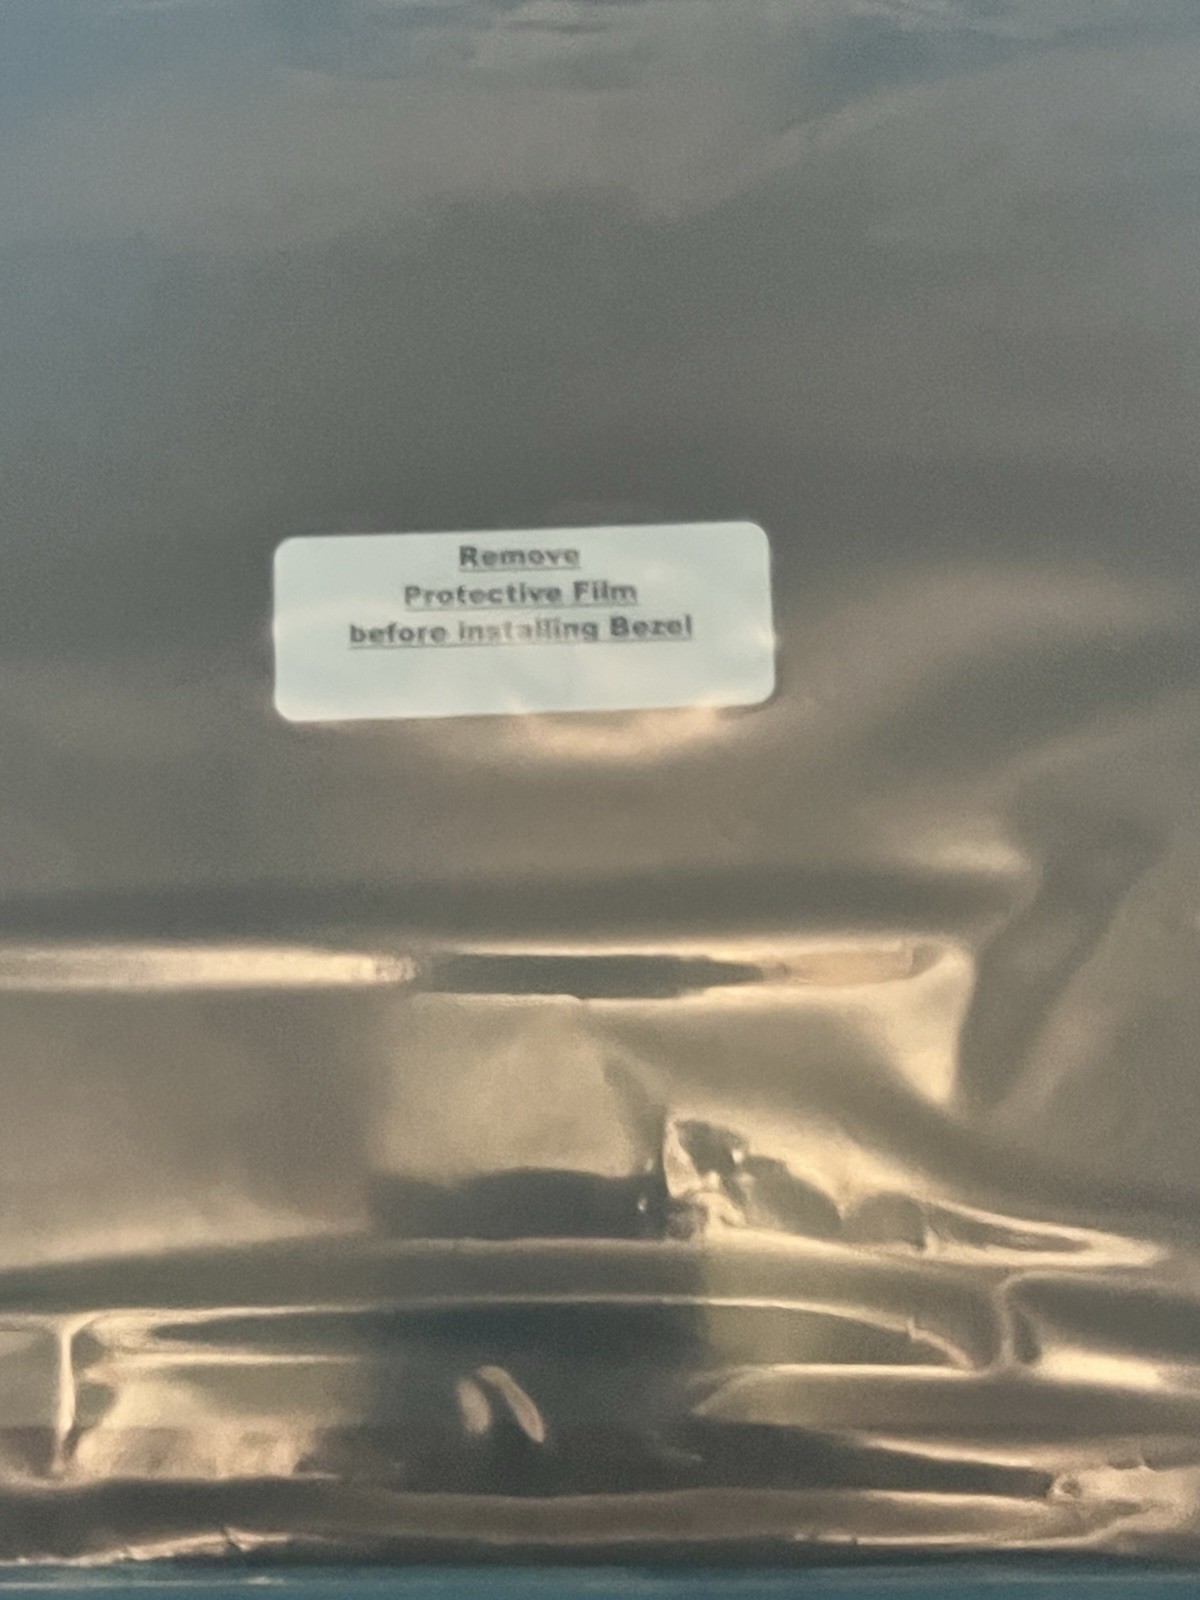 Remove
Protective Film
before installing Bezel